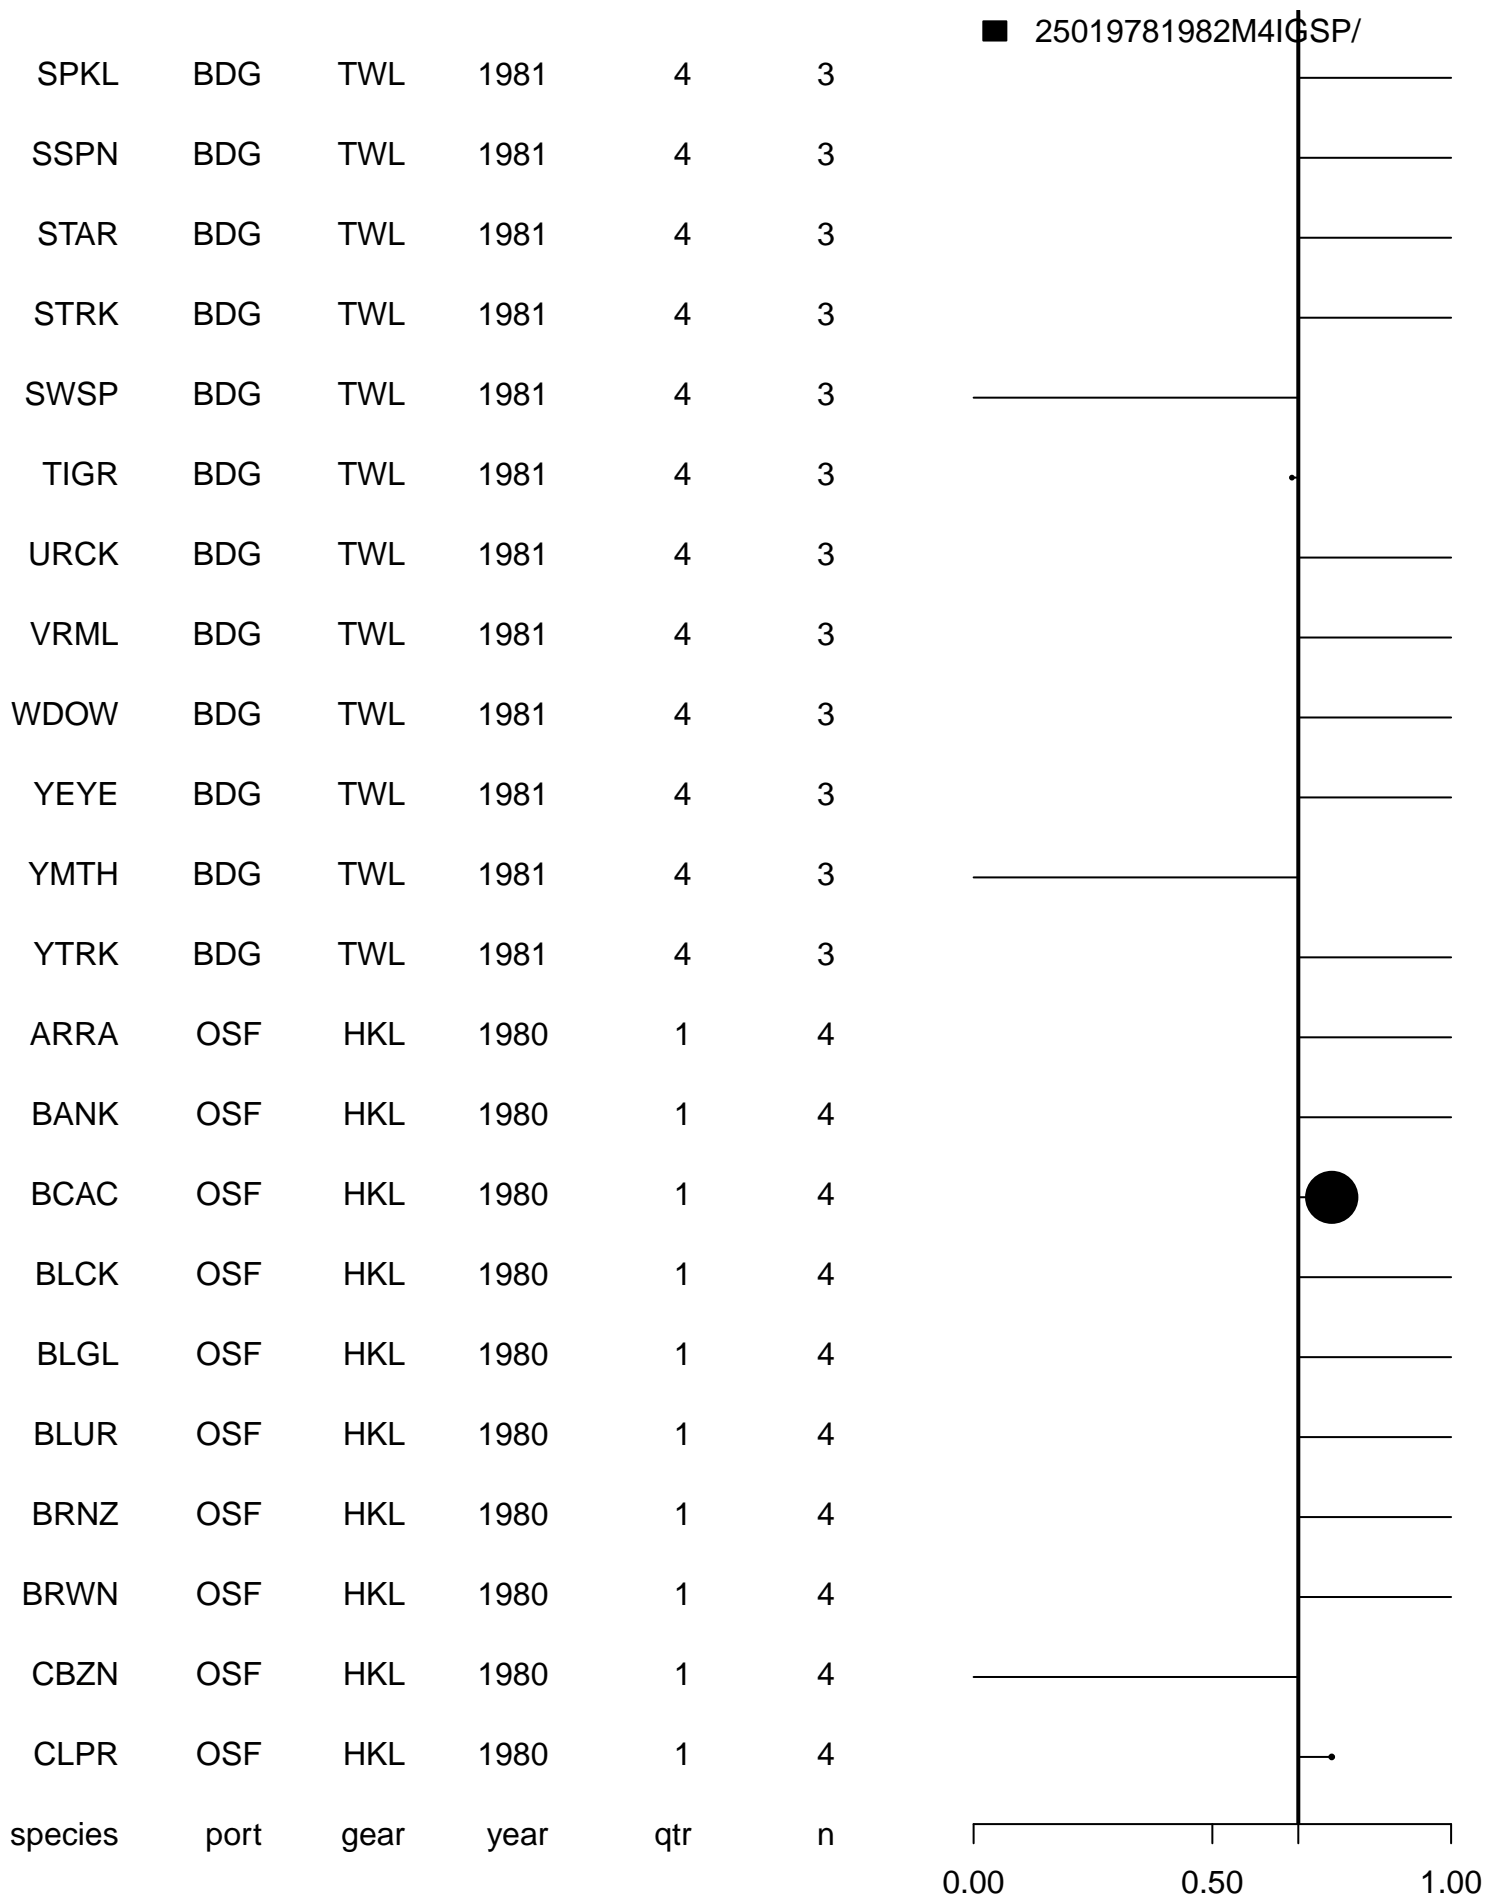 25019781982M4IGSP/
SPKL BDG TWL 1981 4 3
SSPN BDG TWL 1981 4 3
STAR BDG TWL 1981 4 3
STRK BDG TWL 1981 4 3
SWSP BDG TWL 1981 4 3
TIGR BDG TWL 1981 4 3
URCK BDG TWL 1981 4 3
VRML BDG TWL 1981 4 3
WDOW BDG TWL 1981 4 3
YEYE BDG TWL 1981 4 3
YMTH BDG TWL 1981 4 3
YTRK BDG TWL 1981 4 3
ARRA OSF HKL 1980 1 4
BANK OSF HKL 1980 1 4
BCAC OSF HKL 1980 1 4
BLCK OSF HKL 1980 1 4
BLGL OSF HKL 1980 1 4
BLUR OSF HKL 1980 1 4
BRNZ OSF HKL 1980 1 4
BRWN OSF HKL 1980 1 4
CBZN OSF HKL 1980 1 4
CLPR OSF HKL 1980 1 4
species port gear year qtr n
0.00 0.50 1.00